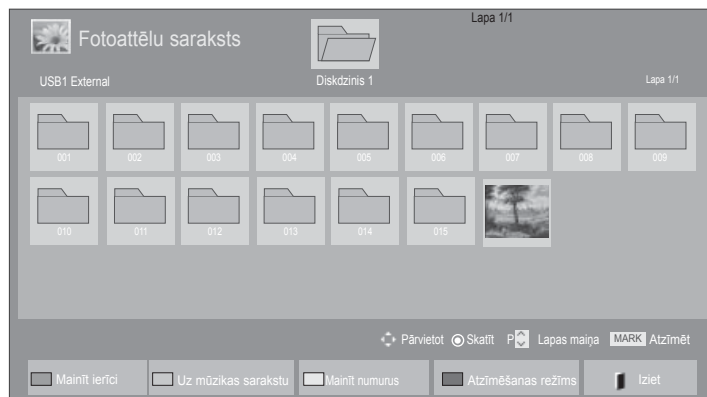 Lapa 1/1
Fotoattēlu saraksts
USB1 External
Diskdzinis 1
Lapa 1/1
001 002 003 004 005 006 007 008 009
010 011 012 013 014 015
Pārvietot Skatīt P Lapas maiņa MARK Atzīmēt
Mainīt ierīci Uz mūzikas sarakstu Mainīt numurus Atzīmēšanas režīms Iziet